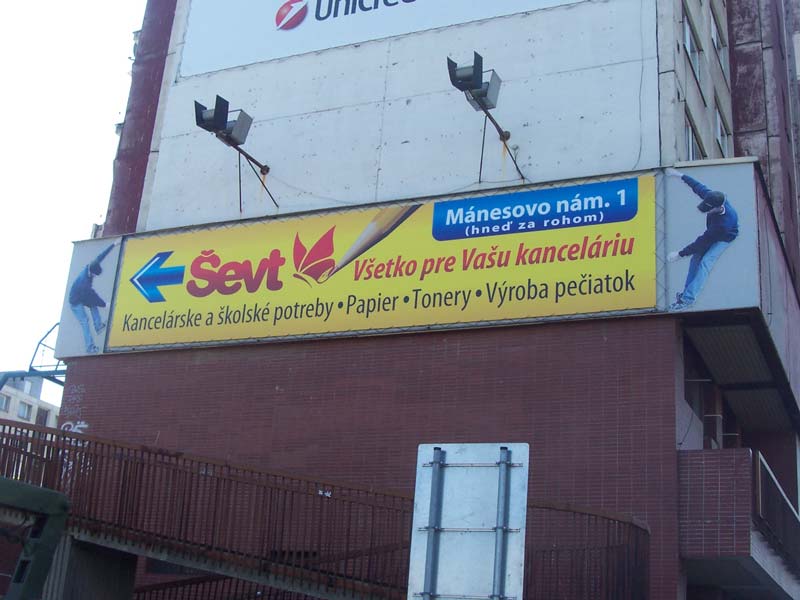 Mánesovo nám. 1
(hneď za rohom)
Ševt
Všetko pre Vašu kanceláriu
Kancelárske a školské potreby • Papier • Tonery • Výroba pečiatok